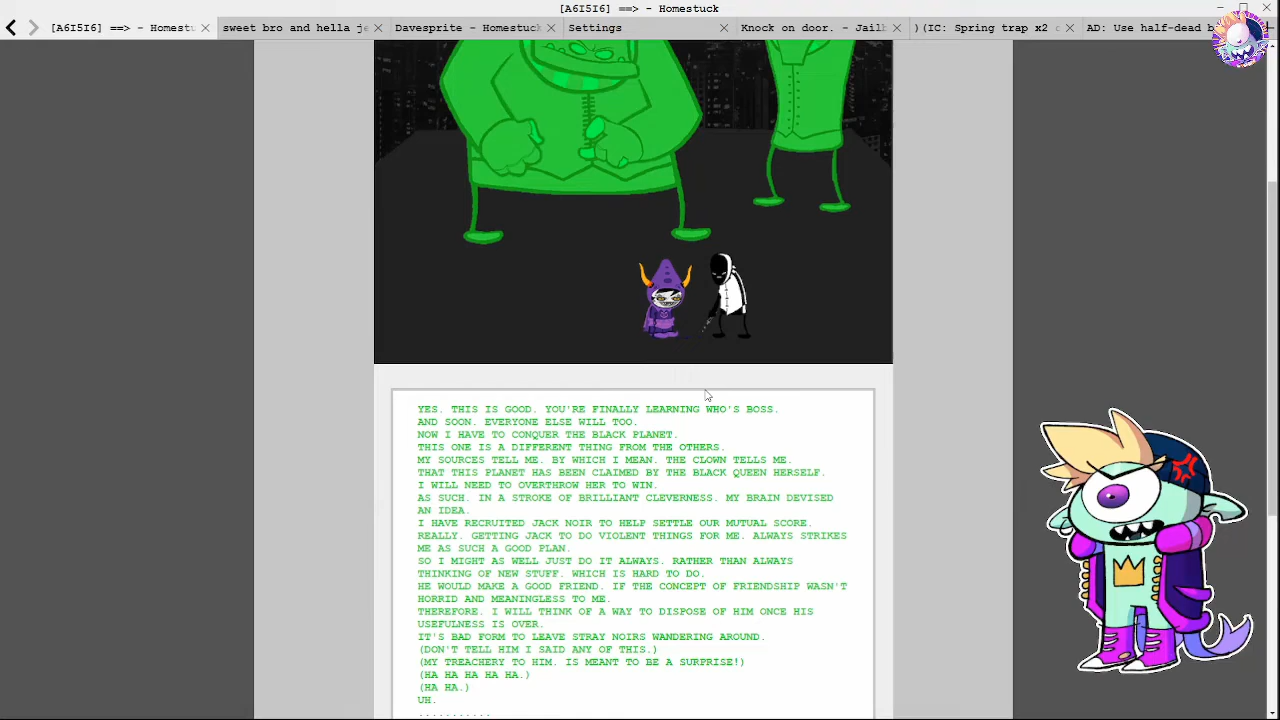 [A6I5I6] ==> - Homestuck
[A6I5I6] ==> - Homestu
sweet bro and hella je
Davesprite - Homestuck
Settings
Knock on door. - Jailb
)(IC: Spring trap x2 c
AD: Use half-dead b
YES. THIS IS GOOD. YOU'RE FINALLY LEARNING WHO'S BOSS.
AND SOON. EVERYONE ELSE WILL TOO.
NOW I HAVE TO CONQUER THE BLACK PLANET.
THIS ONE IS A DIFFERENT THING FROM THE OTHERS.
MY SOURCES TELL ME. BY WHICH I MEAN. THE CLOWN TELLS ME.
THAT THIS PLANET HAS BEEN CLAIMED BY THE BLACK QUEEN HERSELF.
I WILL NEED TO OVERTHROW HER TO WIN.
AS SUCH. IN A STROKE OF BRILLIANT CLEVERNESS. MY BRAIN DEVISED
AN IDEA.
I HAVE RECRUITED JACK NOIR TO HELP SETTLE OUR MUTUAL SCORE.
REALLY. GETTING JACK TO DO VIOLENT THINGS FOR ME. ALWAYS STRIKES
ME AS SUCH A GOOD PLAN.
SO I MIGHT AS WELL JUST DO IT ALWAYS. RATHER THAN ALWAYS
THINKING OF NEW STUFF. WHICH IS HARD TO DO.
HE WOULD MAKE A GOOD FRIEND. IF THE CONCEPT OF FRIENDSHIP WASN'T
HORRID AND MEANINGLESS TO ME.
THEREFORE. I WILL THINK OF A WAY TO DISPOSE OF HIM ONCE HIS
USEFULNESS IS OVER.
IT'S BAD FORM TO LEAVE STRAY NOIRS WANDERING AROUND.
(DON'T TELL HIM I SAID ANY OF THIS.)
(MY TREACHERY TO HIM. IS MEANT TO BE A SURPRISE!)
(HA HA HA HA HA.)
(HA HA.)
UH.
...........